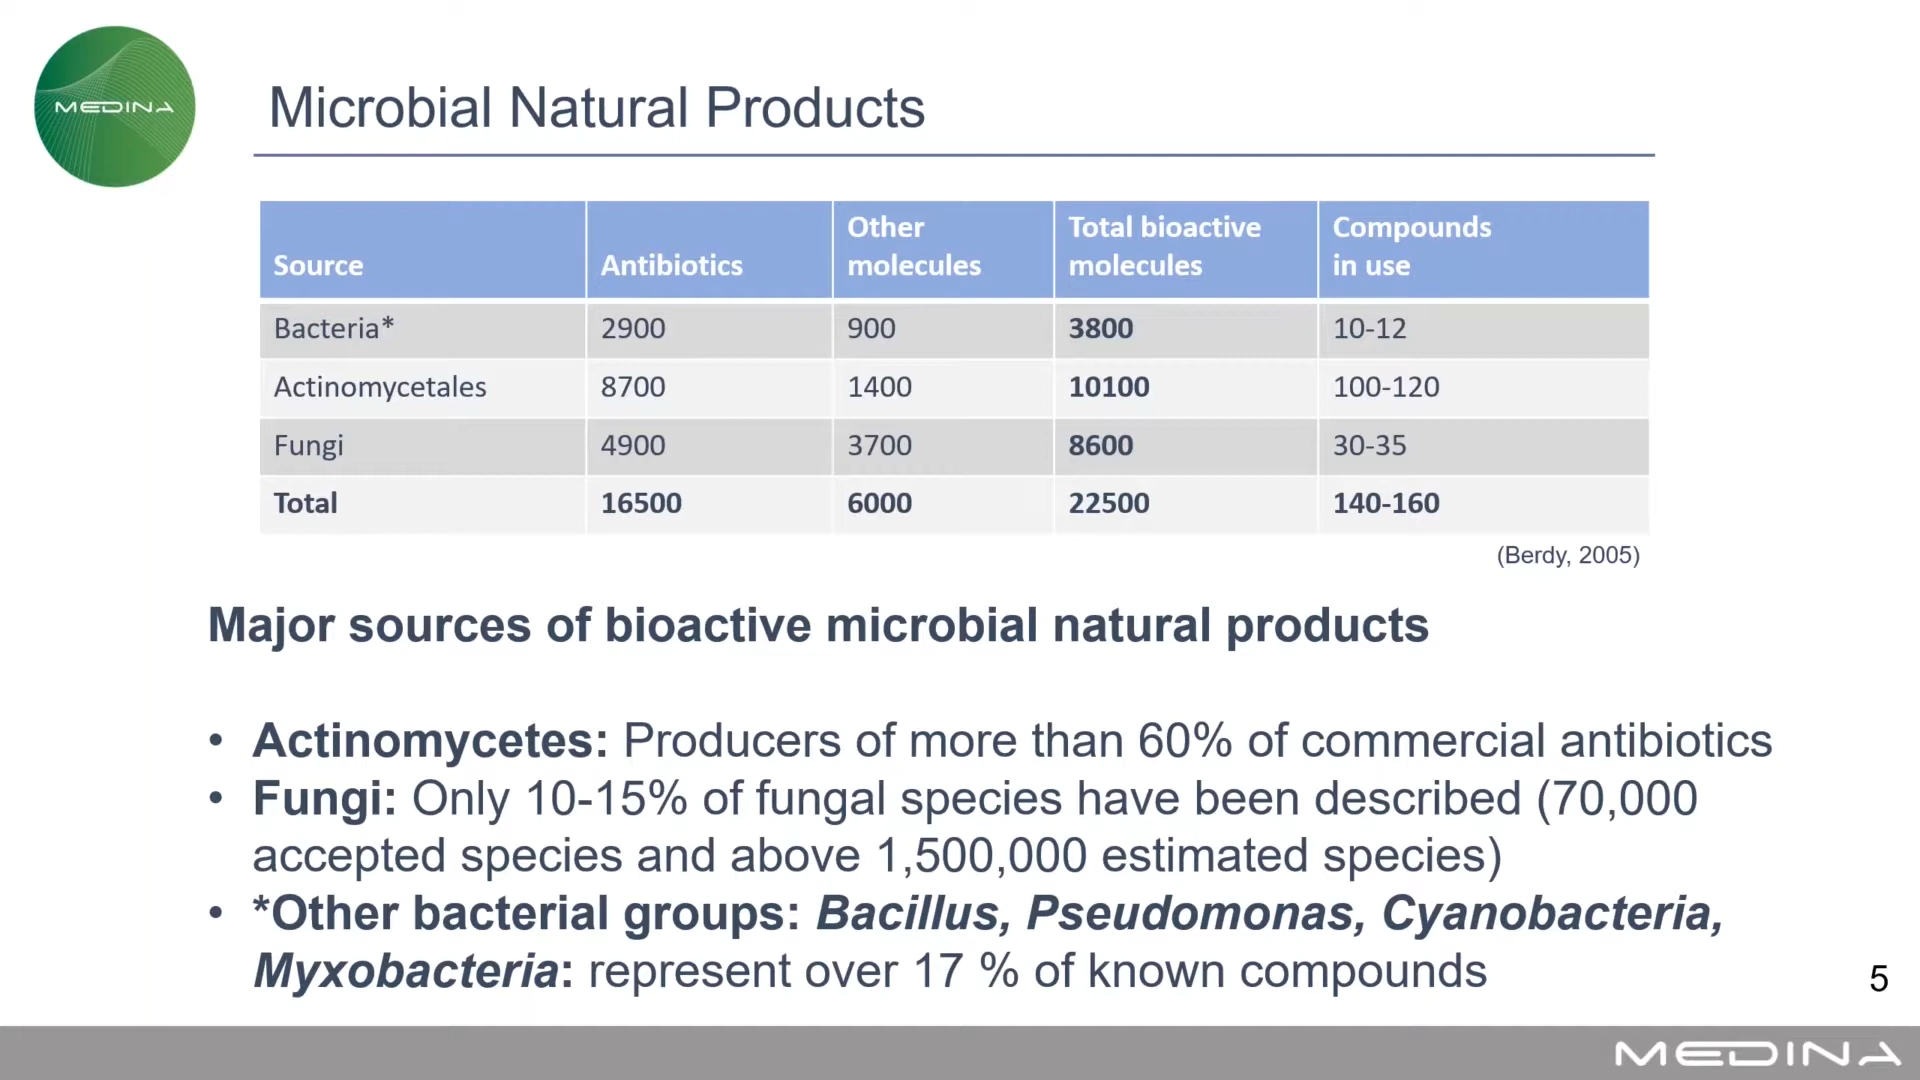 MEDINA
Microbial Natural Products
Source Antibiotics Other molecules Total bioactive molecules Compounds in use
Bacteria* 2900 900 3800 10-12
Actinomycetales 8700 1400 10100 100-120
Fungi 4900 3700 8600 30-35
Total 16500 6000 22500 140-160
(Berdy, 2005)
Major sources of bioactive microbial natural products
• Actinomycetes: Producers of more than 60% of commercial antibiotics
• Fungi: Only 10-15% of fungal species have been described (70,000
accepted species and above 1,500,000 estimated species)
• *Other bacterial groups: Bacillus, Pseudomonas, Cyanobacteria,
Myxobacteria: represent over 17 % of known compounds
5
MEDINA